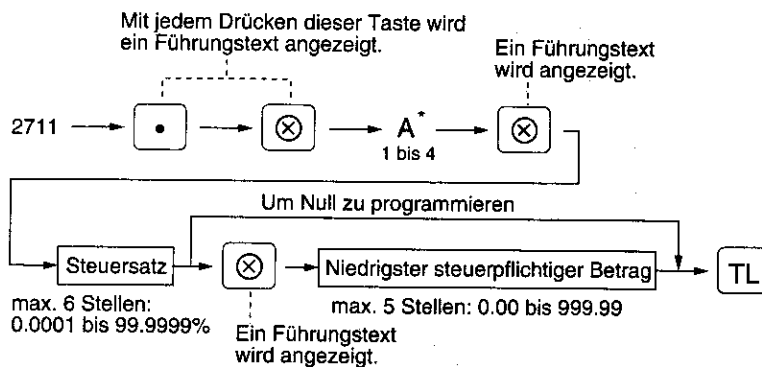 Mit jedem Drücken dieser Taste wird
ein Führungstext angezeigt.
Ein Führungstext
wird angezeigt.
2711 • ⊗ A* ⊗
1 bis 4
Um Null zu programmieren
Steuersatz ⊗ Niedrigster steuerpflichtiger Betrag TL
max. 6 Stellen:
0.0001 bis 99.9999%
max. 5 Stellen: 0.00 bis 999.99
Ein Führungstext
wird angezeigt.